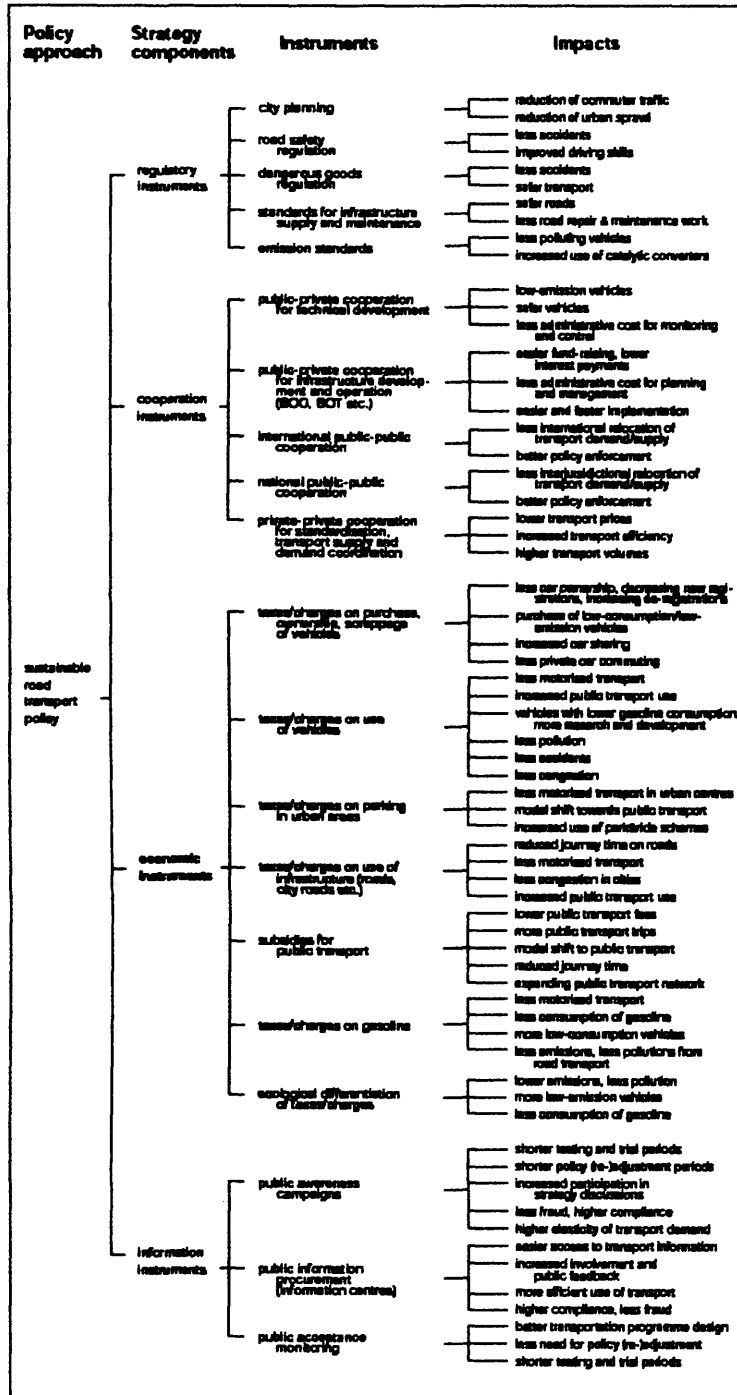 Policy approach
Strategy components
Instruments
Impacts
sustainable
road
transport
policy
regulatory
instruments
city planning
reduction of commuter traffic
reduction of urban sprawl
road safety
regulation
less accidents
improved driving skills
dangerous goods
regulation
less accidents
safer transport
standards for infrastructure
supply and maintenance
safer roads
less road repair & maintenance work
emission standards
less polluting vehicles
increased use of catalytic converters
cooperation
instruments
public-private cooperation
for technical development
low-emission vehicles
safer vehicles
less administrative cost for monitoring
and control
public-private cooperation
for infrastructure develop-
ment and operation
(BOO, BOT etc.)
easier fund-raising, lower
interest payments
less administrative cost for planning
and management
easier and faster implementation
international public-public
cooperation
less international relocation of
transport demand/supply
better policy enforcement
national public-public
cooperation
less interjurisdictional relocation of
transport demand/supply
better policy enforcement
private-private cooperation
for standardisation,
transport supply and
demand coordination
lower transport prices
increased transport efficiency
higher transport volumes
economic
instruments
taxes/charges on purchase,
ownership, scrappage
of vehicles
less car ownership, decreasing new regi-
strations, increasing de-registrations
purchase of low-consumption/low-
emission vehicles
increased car sharing
less private car commuting
taxes/charges on use
of vehicles
less motorised transport
increased public transport use
vehicles with lower gasoline consumption,
more research and development
less pollution
less accidents
less congestion
taxes/charges on parking
in urban areas
less motorised transport in urban centres
modal shift towards public transport
increased use of park&ride schemes
taxes/charges on use of
infrastructure (roads,
city roads etc.)
reduced journey time on roads
less motorised transport
less congestion in cities
increased public transport use
subsidies for
public transport
lower public transport fees
more public transport trips
modal shift to public transport
reduced journey time
expanding public transport network
taxes/charges on gasoline
less motorised transport
less consumption of gasoline
more low-consumption vehicles
less emissions, less pollutions from
road transport
ecological differentiation
of taxes/charges
lower emissions, less pollution
more low-emission vehicles
less consumption of gasoline
information
instruments
public awareness
campaigns
shorter testing and trial periods
shorter policy (re-)adjustment periods
increased participation in
strategy discussions
less fraud, higher compliance
higher elasticity of transport demand
public information
procurement
(information centres)
easier access to transport information
increased involvement and
public feedback
more efficient use of transport
higher compliance, less fraud
public acceptance
monitoring
better transportation programme design
less need for policy (re-)adjustment
shorter testing and trial periods